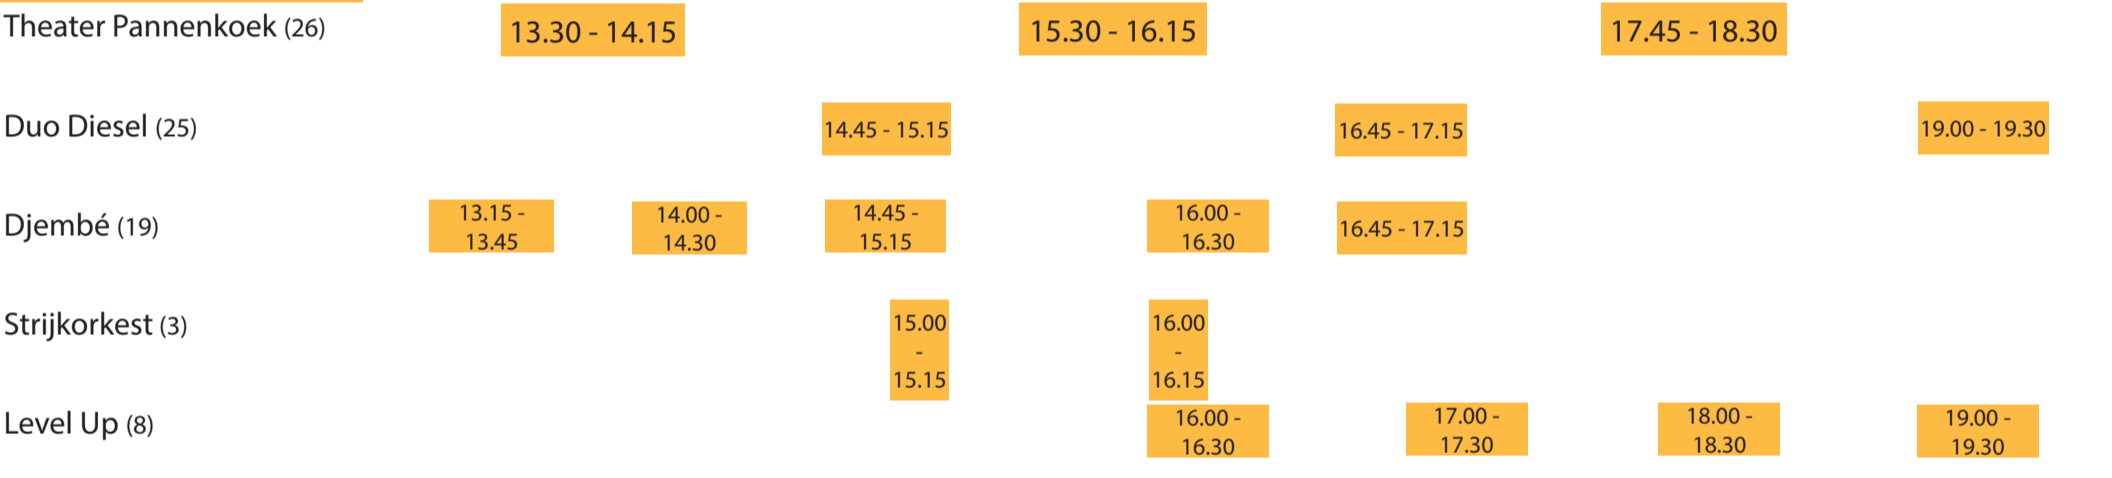 Theater Pannenkoek (26)
13.30 - 14.15
15.30 - 16.15
17.45 - 18.30
Duo Diesel (25)
14.45 - 15.15
16.45 - 17.15
19.00 - 19.30
Djembé (19)
13.15 -
13.45
14.00 -
14.30
14.45 -
15.15
16.00 -
16.30
16.45 - 17.15
Strijkorkest (3)
15.00
-
15.15
16.00
-
16.15
Level Up (8)
16.00 -
16.30
17.00 -
17.30
18.00 -
18.30
19.00 -
19.30